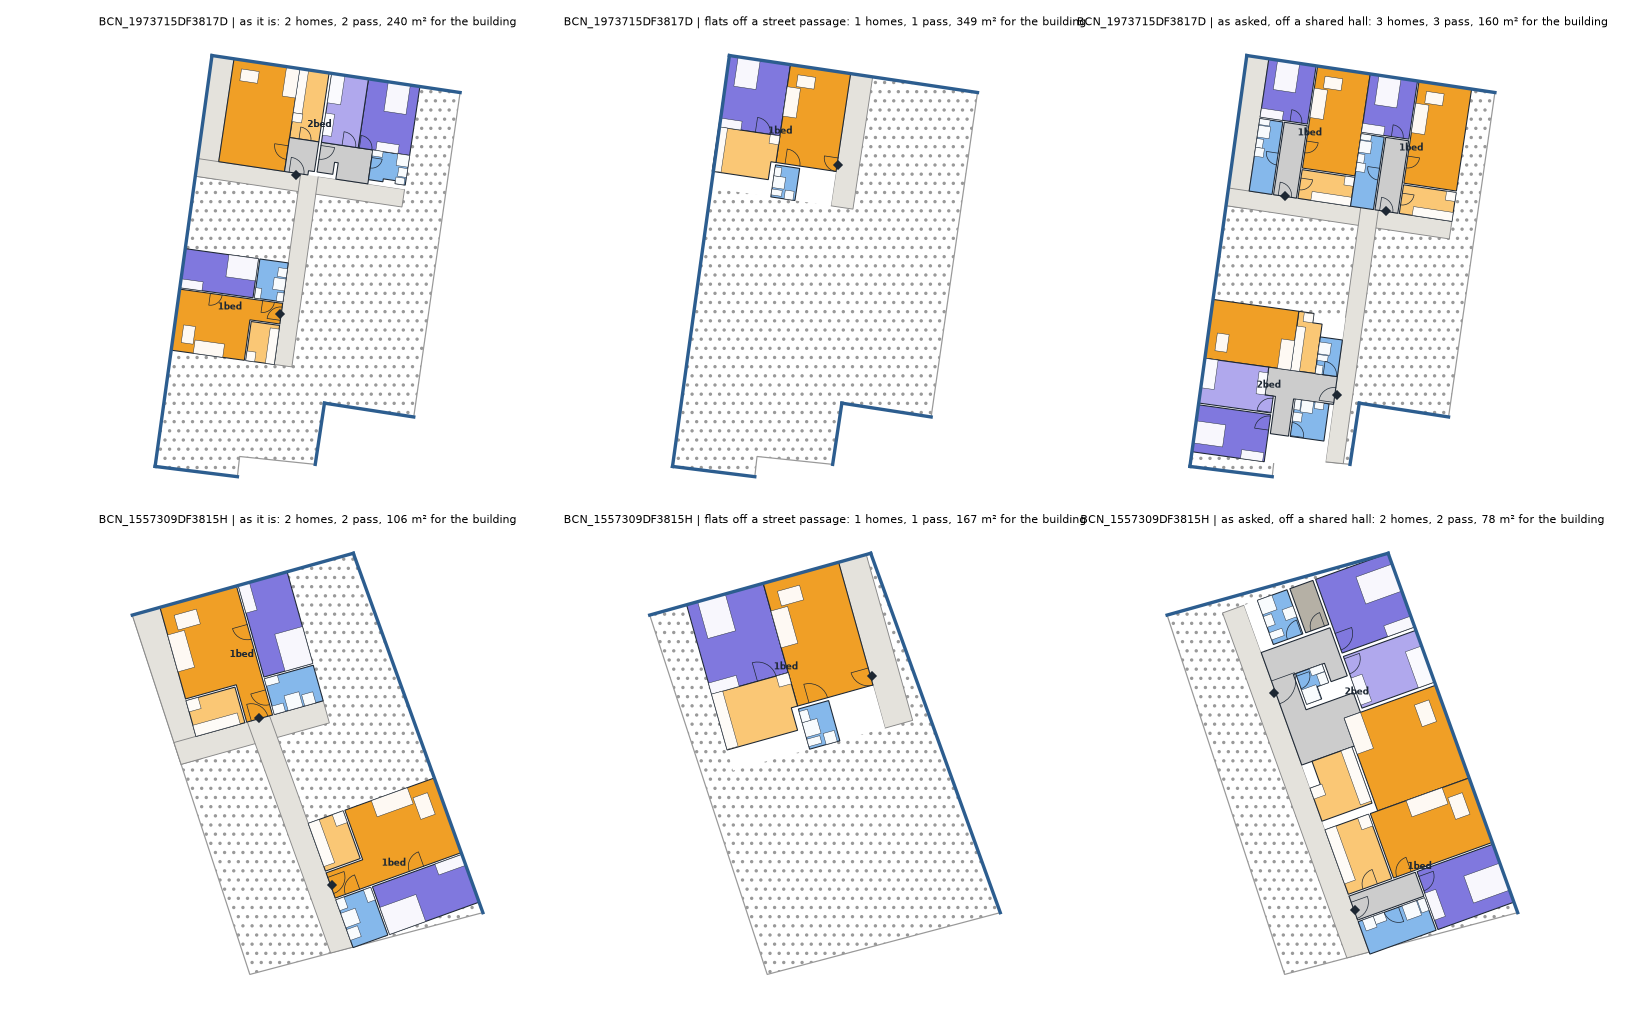 BCN_1973715DF3817D | as it is: 2 homes, 2 pass, 240 m² for the building
BCN_1973715DF3817D | flats off a street passage: 1 homes, 1 pass, 349 m² for the building
BCN_1973715DF3817D | as asked, off a shared hall: 3 homes, 3 pass, 160 m² for the building
2bed
1bed
1bed
1bed
1bed
2bed
BCN_1557309DF3815H | as it is: 2 homes, 2 pass, 106 m² for the building
BCN_1557309DF3815H | flats off a street passage: 1 homes, 1 pass, 167 m² for the building
BCN_1557309DF3815H | as asked, off a shared hall: 2 homes, 2 pass, 78 m² for the building
1bed
1bed
1bed
2bed
1bed